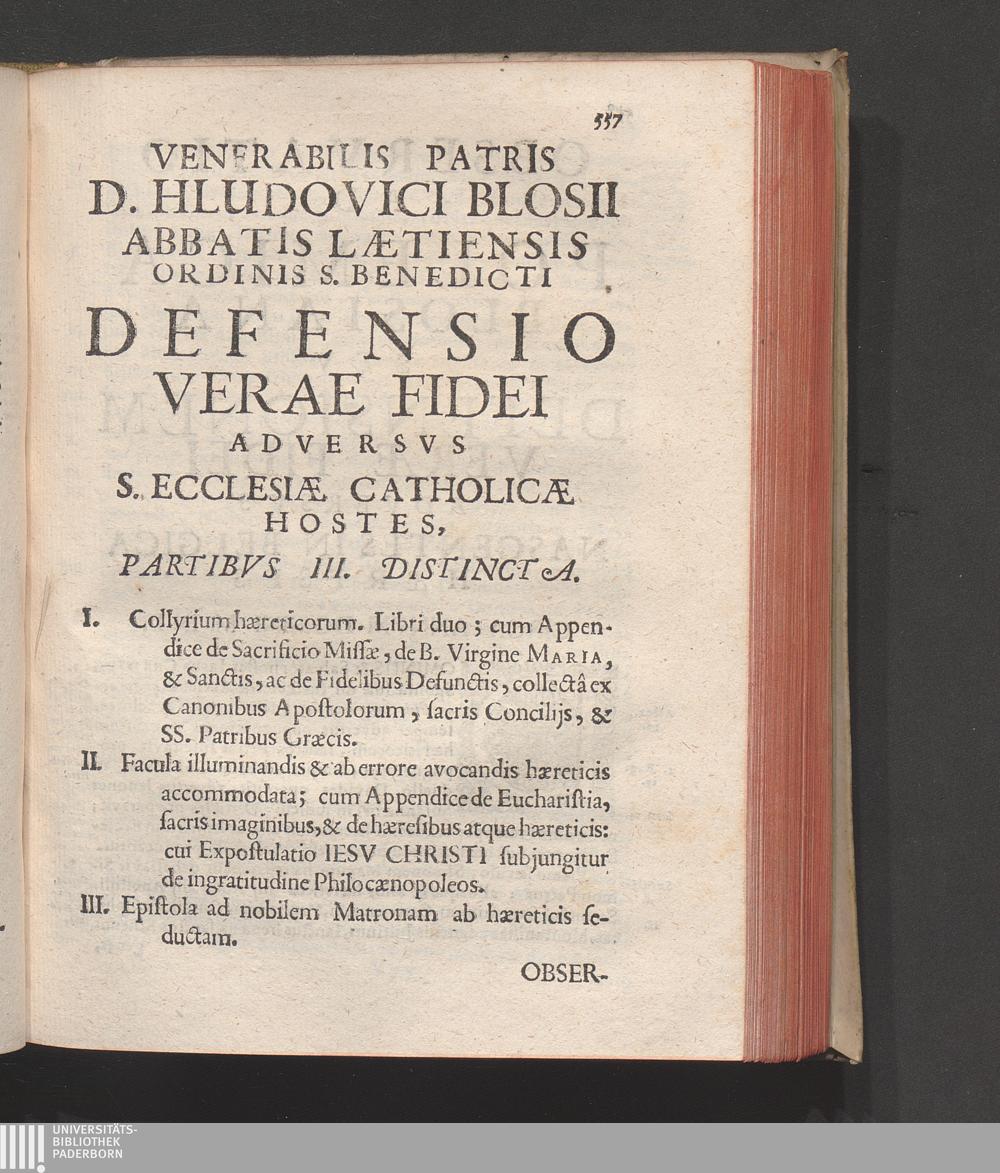 557
VENERABILIS PATRIS
D. HLUDOVICI BLOSII
ABBATIS LÆTIENSIS
ORDINIS S. BENEDICTI
DEFENSIO
VERAE FIDEI
ADVERSVS
S. ECCLESIÆ CATHOLICÆ
HOSTES,
PARTIBVS III. DISTINCTA.
I. Collyrium hæreticorum. Libri duo ; cum Appen-
dice de Sacrificio Miſſæ , de B. Virgine MARIA,
& Sanctis , ac de Fidelibus Defunctis , collectâ ex
Canonibus Apoſtolorum , ſacris Concilijs, &
SS. Patribus Græcis.
II. Facula illuminandis & ab errore avocandis hæreticis
accommodata ; cum Appendice de Euchariſtia,
ſacris imaginibus, & de hæreſibus atque hæreticis:
cui Expoſtulatio IESV CHRISTI ſubjungitur
de ingratitudine Philocænopoleos.
III. Epiſtola ad nobilem Matronam ab hæreticis ſe-
ductam.
OBSER-
UNIVERSITÄTS-
BIBLIOTHEK
PADERBORN